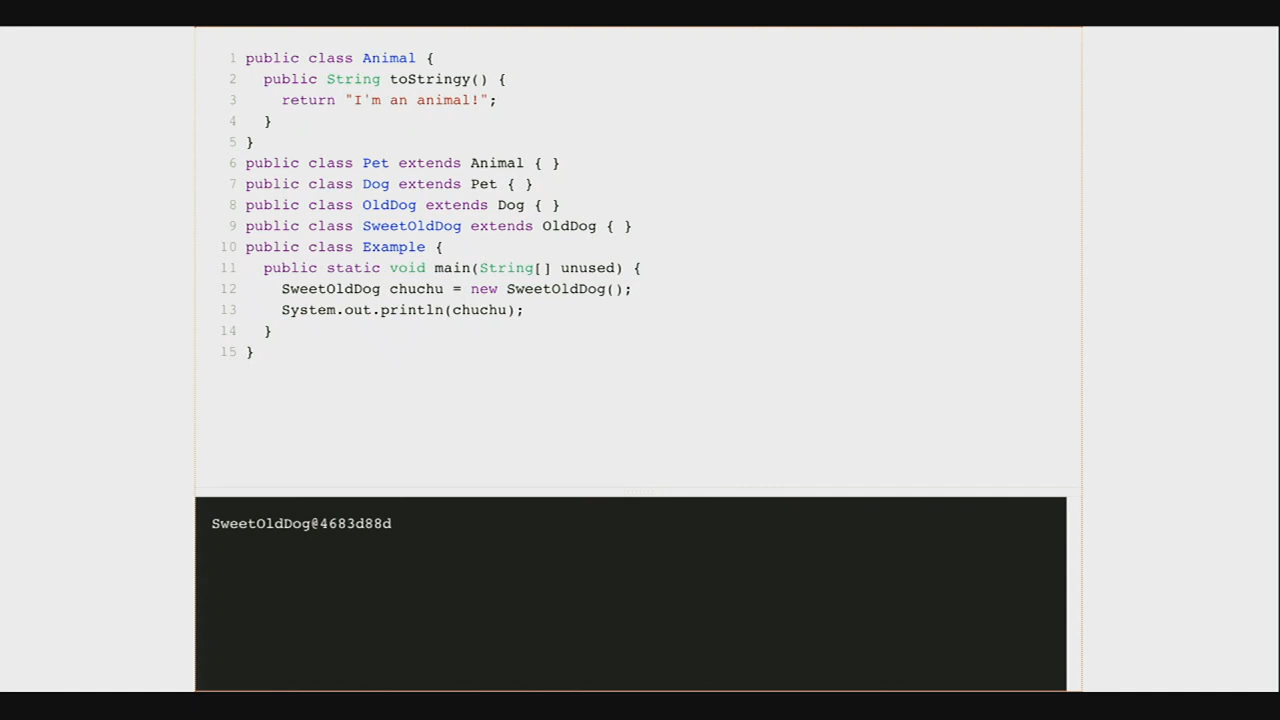 1 public class Animal {
2 public String toStringy() {
3 return "I'm an animal!";
4 }
5 }
6 public class Pet extends Animal { }
7 public class Dog extends Pet { }
8 public class OldDog extends Dog { }
9 public class SweetOldDog extends OldDog { }
10 public class Example {
11 public static void main(String[] unused) {
12 SweetOldDog chuchu = new SweetOldDog();
13 System.out.println(chuchu);
14 }
15 }
SweetOldDog@4683d88d